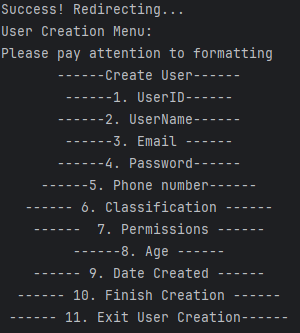 Success! Redirecting...
User Creation Menu:
Please pay attention to formatting
------Create User------
------1. UserID------
------2. UserName------
------3. Email ------
------4. Password------
------5. Phone number------
------ 6. Classification ------
------  7. Permissions ------
------8. Age ------
------ 9. Date Created ------
------ 10. Finish Creation ------
------ 11. Exit User Creation------